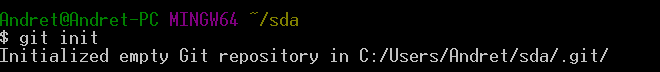 Andret@Andret-PC MINGW64 ~/sda
$ git init
Initialized empty Git repository in C:/Users/Andret/sda/.git/